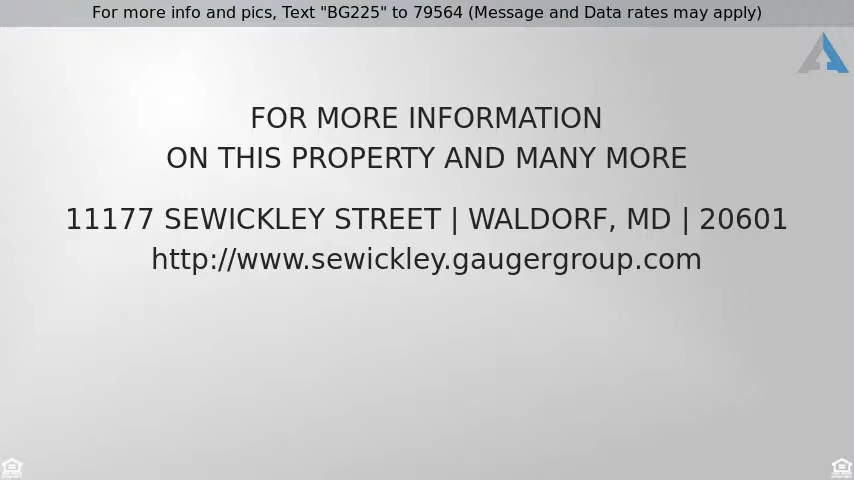 For more info and pics, Text "BG225" to 79564 (Message and Data rates may apply)
FOR MORE INFORMATION
ON THIS PROPERTY AND MANY MORE
11177 SEWICKLEY STREET | WALDORF, MD | 20601
http://www.sewickley.gaugergroup.com